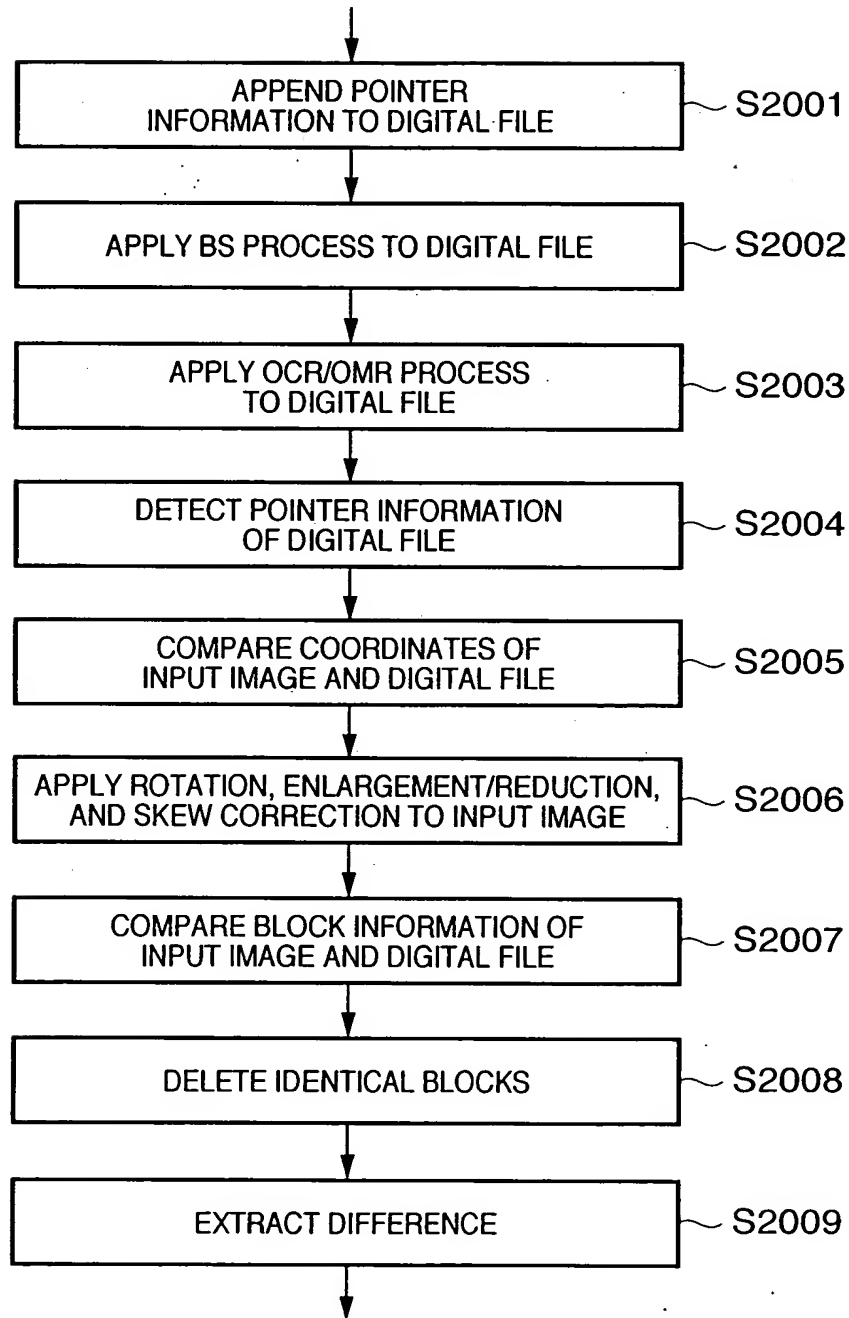 APPEND POINTER
INFORMATION TO DIGITAL FILE
S2001
APPLY BS PROCESS TO DIGITAL FILE
S2002
APPLY OCR/OMR PROCESS
TO DIGITAL FILE
S2003
DETECT POINTER INFORMATION
OF DIGITAL FILE
S2004
COMPARE COORDINATES OF
INPUT IMAGE AND DIGITAL FILE
S2005
APPLY ROTATION, ENLARGEMENT/REDUCTION,
AND SKEW CORRECTION TO INPUT IMAGE
S2006
COMPARE BLOCK INFORMATION OF
INPUT IMAGE AND DIGITAL FILE
S2007
DELETE IDENTICAL BLOCKS
S2008
EXTRACT DIFFERENCE
S2009